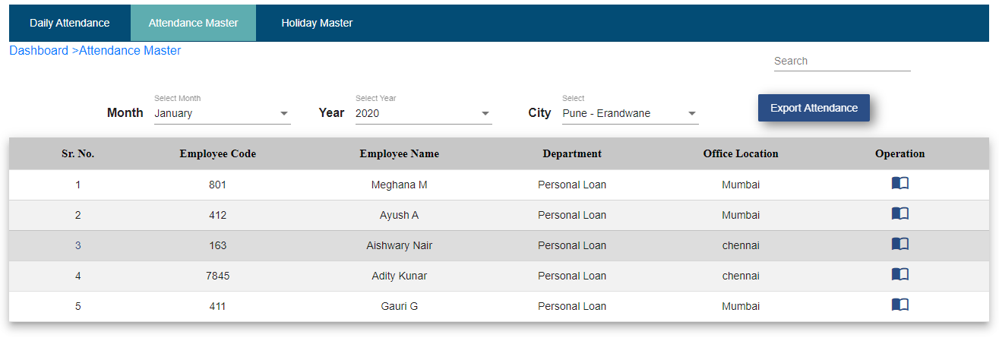 Daily Attendance Attendance Master Holiday Master
Dashboard >Attendance Master
Search
Select Month Select Year Select
Month January Year 2020 City Pune - Erandwane Export Attendance
Sr. No. Employee Code Employee Name Department Office Location Operation
1 801 Meghana M Personal Loan Mumbai
2 412 Ayush A Personal Loan Mumbai
3 163 Aishwary Nair Personal Loan chennai
4 7845 Adity Kunar Personal Loan chennai
5 411 Gauri G Personal Loan Mumbai